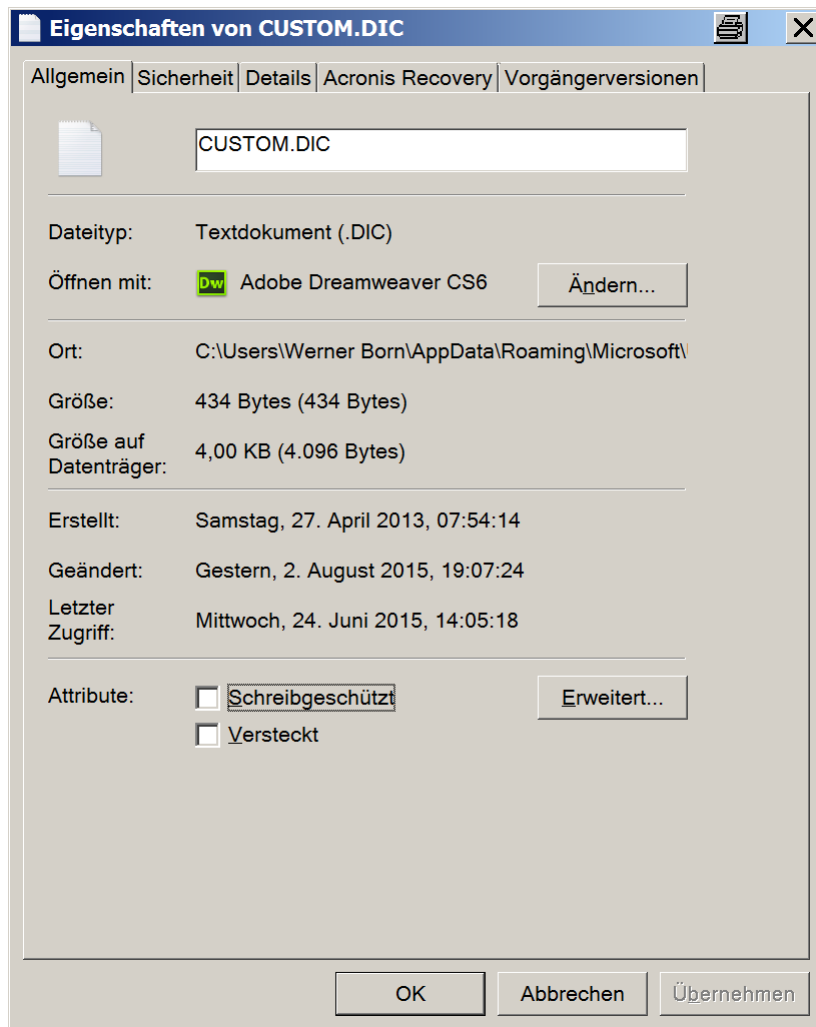 Eigenschaften von CUSTOM.DIC
Allgemein Sicherheit Details Acronis Recovery Vorgängerversionen
CUSTOM.DIC
Dateityp: Textdokument (.DIC)
Öffnen mit: Dw Adobe Dreamweaver CS6 Ändern...
Ort: C:\Users\Werner Born\AppData\Roaming\Microsoft\
Größe: 434 Bytes (434 Bytes)
Größe auf
Datenträger: 4,00 KB (4.096 Bytes)
Erstellt: Samstag, 27. April 2013, 07:54:14
Geändert: Gestern, 2. August 2015, 19:07:24
Letzter
Zugriff: Mittwoch, 24. Juni 2015, 14:05:18
Attribute: Schreibgeschützt Erweitert...
Versteckt
OK Abbrechen Übernehmen